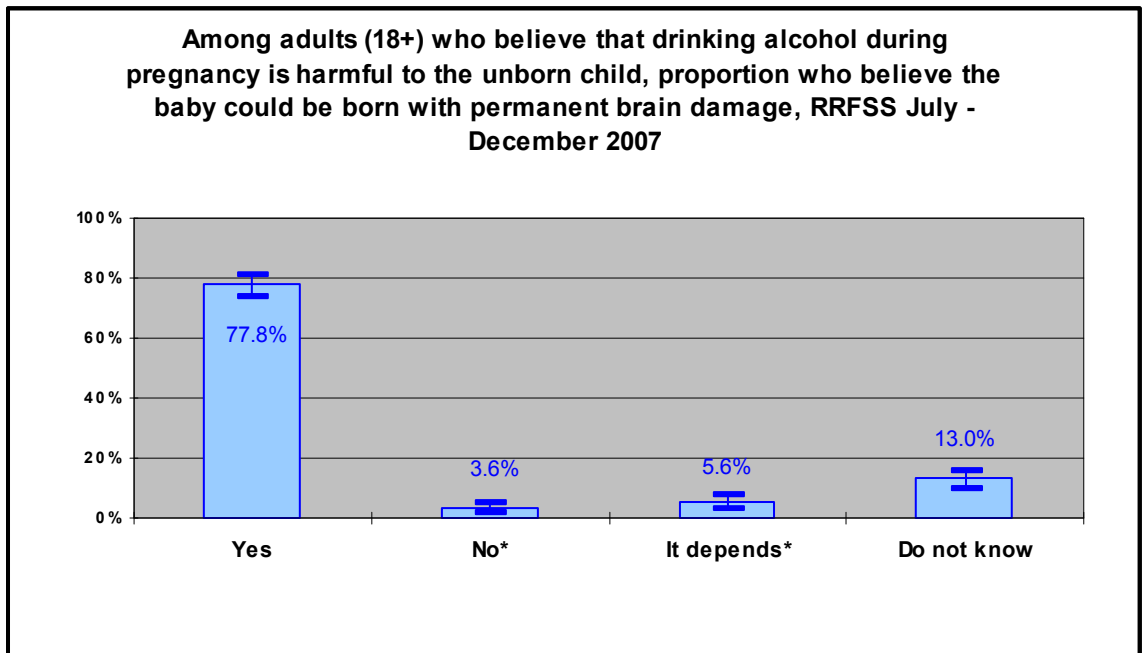 Among adults (18+) who believe that drinking alcohol during
pregnancy is harmful to the unborn child, proportion who believe the
baby could be born with permanent brain damage, RRFSS July -
December 2007
100%
80%
60%
40%
20%
0%
77.8%
3.6%
5.6%
13.0%
Yes
No*
It depends*
Do not know